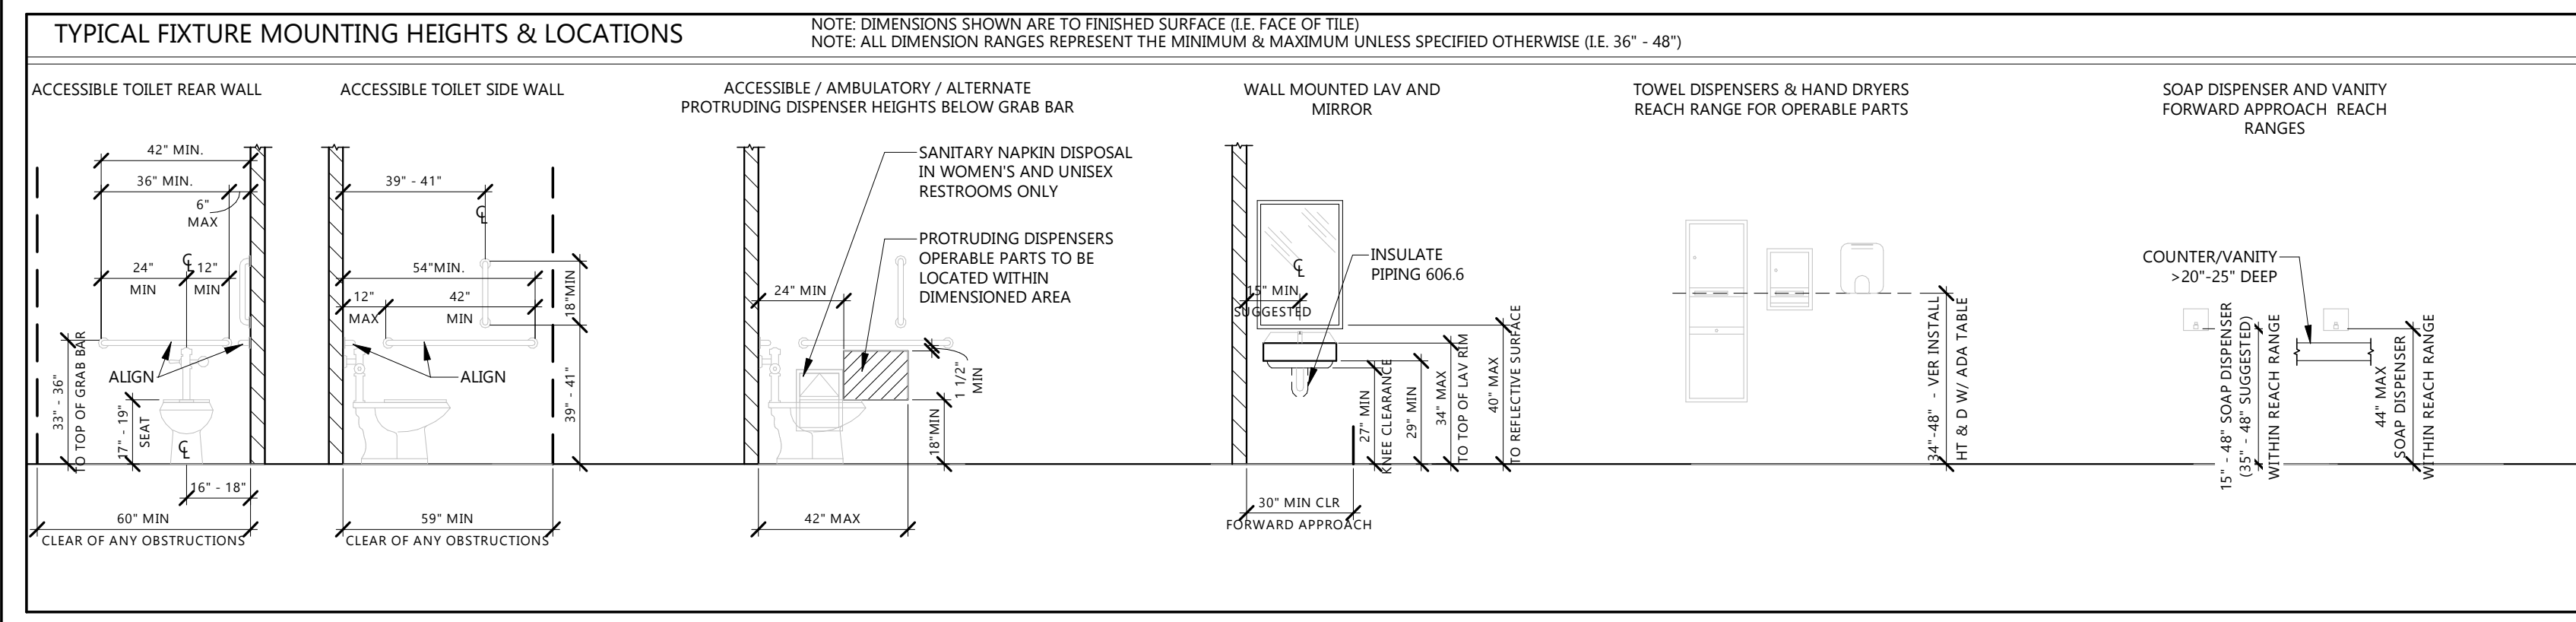 TYPICAL FIXTURE MOUNTING HEIGHTS & LOCATIONS
NOTE: DIMENSIONS SHOWN ARE TO FINISHED SURFACE (I.E. FACE OF TILE)
NOTE: ALL DIMENSION RANGES REPRESENT THE MINIMUM & MAXIMUM UNLESS SPECIFIED OTHERWISE (I.E. 36" - 48")
ACCESSIBLE TOILET REAR WALL
42" MIN.
36" MIN.
6"
MAX
24"
MIN
℄
12"
MIN
ALIGN
33" - 36"
TO TOP OF GRAB BAR
17" - 19"
SEAT
℄
16" - 18"
60" MIN
CLEAR OF ANY OBSTRUCTIONS
ACCESSIBLE TOILET SIDE WALL
39" - 41"
℄
54"MIN.
12"
MAX
42"
MIN
18"MIN
ALIGN
39" - 41"
59" MIN
CLEAR OF ANY OBSTRUCTIONS
ACCESSIBLE / AMBULATORY / ALTERNATE
PROTRUDING DISPENSER HEIGHTS BELOW GRAB BAR
SANITARY NAPKIN DISPOSAL
IN WOMEN'S AND UNISEX
RESTROOMS ONLY
PROTRUDING DISPENSERS
OPERABLE PARTS TO BE
LOCATED WITHIN
DIMENSIONED AREA
24" MIN
1 1/2"
MIN
18"MIN
42" MAX
WALL MOUNTED LAV AND
MIRROR
INSULATE
PIPING 606.6
℄
15" MIN
SUGGESTED
27" MIN
KNEE CLEARANCE
29" MIN
34" MAX
TO TOP OF LAV RIM
40" MAX
TO REFLECTIVE SURFACE
30" MIN CLR
FORWARD APPROACH
TOWEL DISPENSERS & HAND DRYERS
REACH RANGE FOR OPERABLE PARTS
34"-48" - VER INSTALL
HT & D W/ ADA TABLE
SOAP DISPENSER AND VANITY
FORWARD APPROACH REACH
RANGES
COUNTER/VANITY
>20"-25" DEEP
15" - 48" SOAP DISPENSER
(35" - 48" SUGGESTED)
WITHIN REACH RANGE
44" MAX
SOAP DISPENSER
WITHIN REACH RANGE